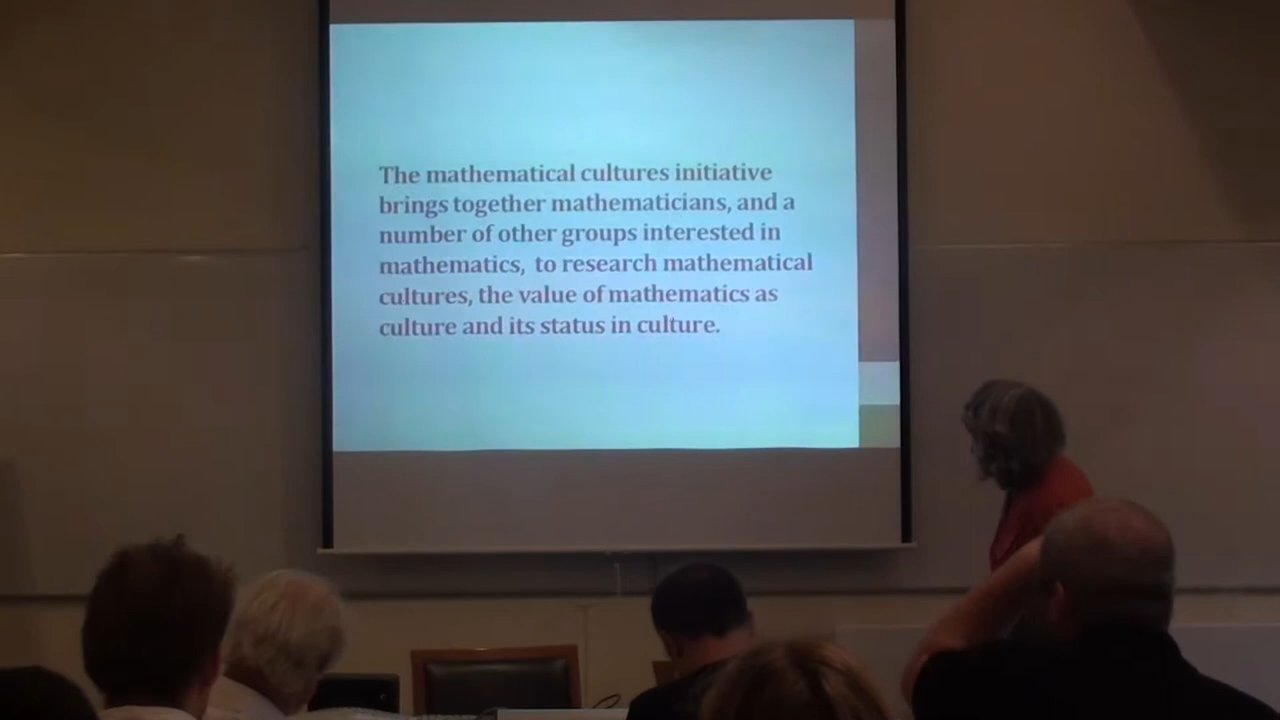 The mathematical cultures initiative
brings together mathematicians, and a
number of other groups interested in
mathematics, to research mathematical
cultures, the value of mathematics as
culture and its status in culture.